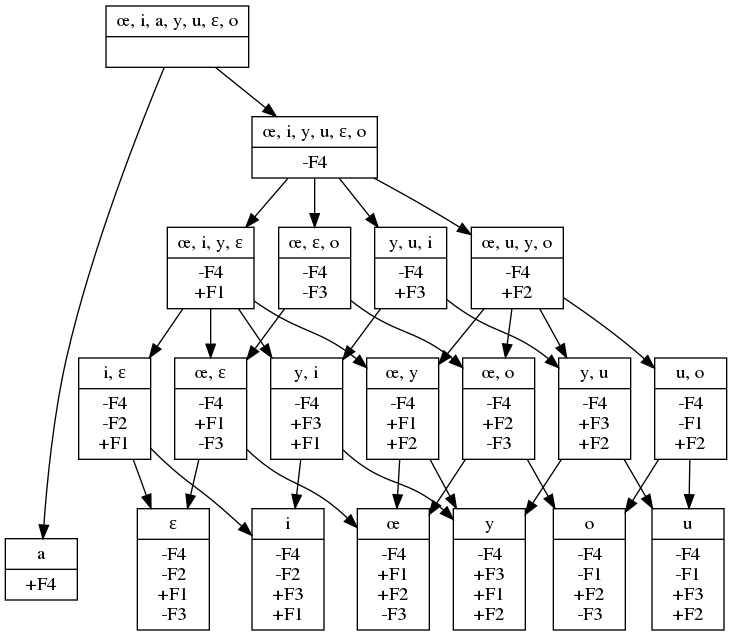 œ, i, a, y, u, ɛ, o
œ, i, y, u, ɛ, o
-F4
œ, i, y, ɛ
-F4
+F1
œ, ɛ, o
-F4
-F3
y, u, i
-F4
+F3
œ, u, y, o
-F4
+F2
i, ɛ
-F4
-F2
+F1
œ, ɛ
-F4
+F1
-F3
y, i
-F4
+F3
+F1
œ, y
-F4
+F1
+F2
œ, o
-F4
+F2
-F3
y, u
-F4
+F3
+F2
u, o
-F4
-F1
+F2
a
+F4
ɛ
-F4
-F2
+F1
-F3
i
-F4
-F2
+F3
+F1
œ
-F4
+F1
+F2
-F3
y
-F4
+F3
+F1
+F2
o
-F4
-F1
+F2
-F3
u
-F4
-F1
+F3
+F2